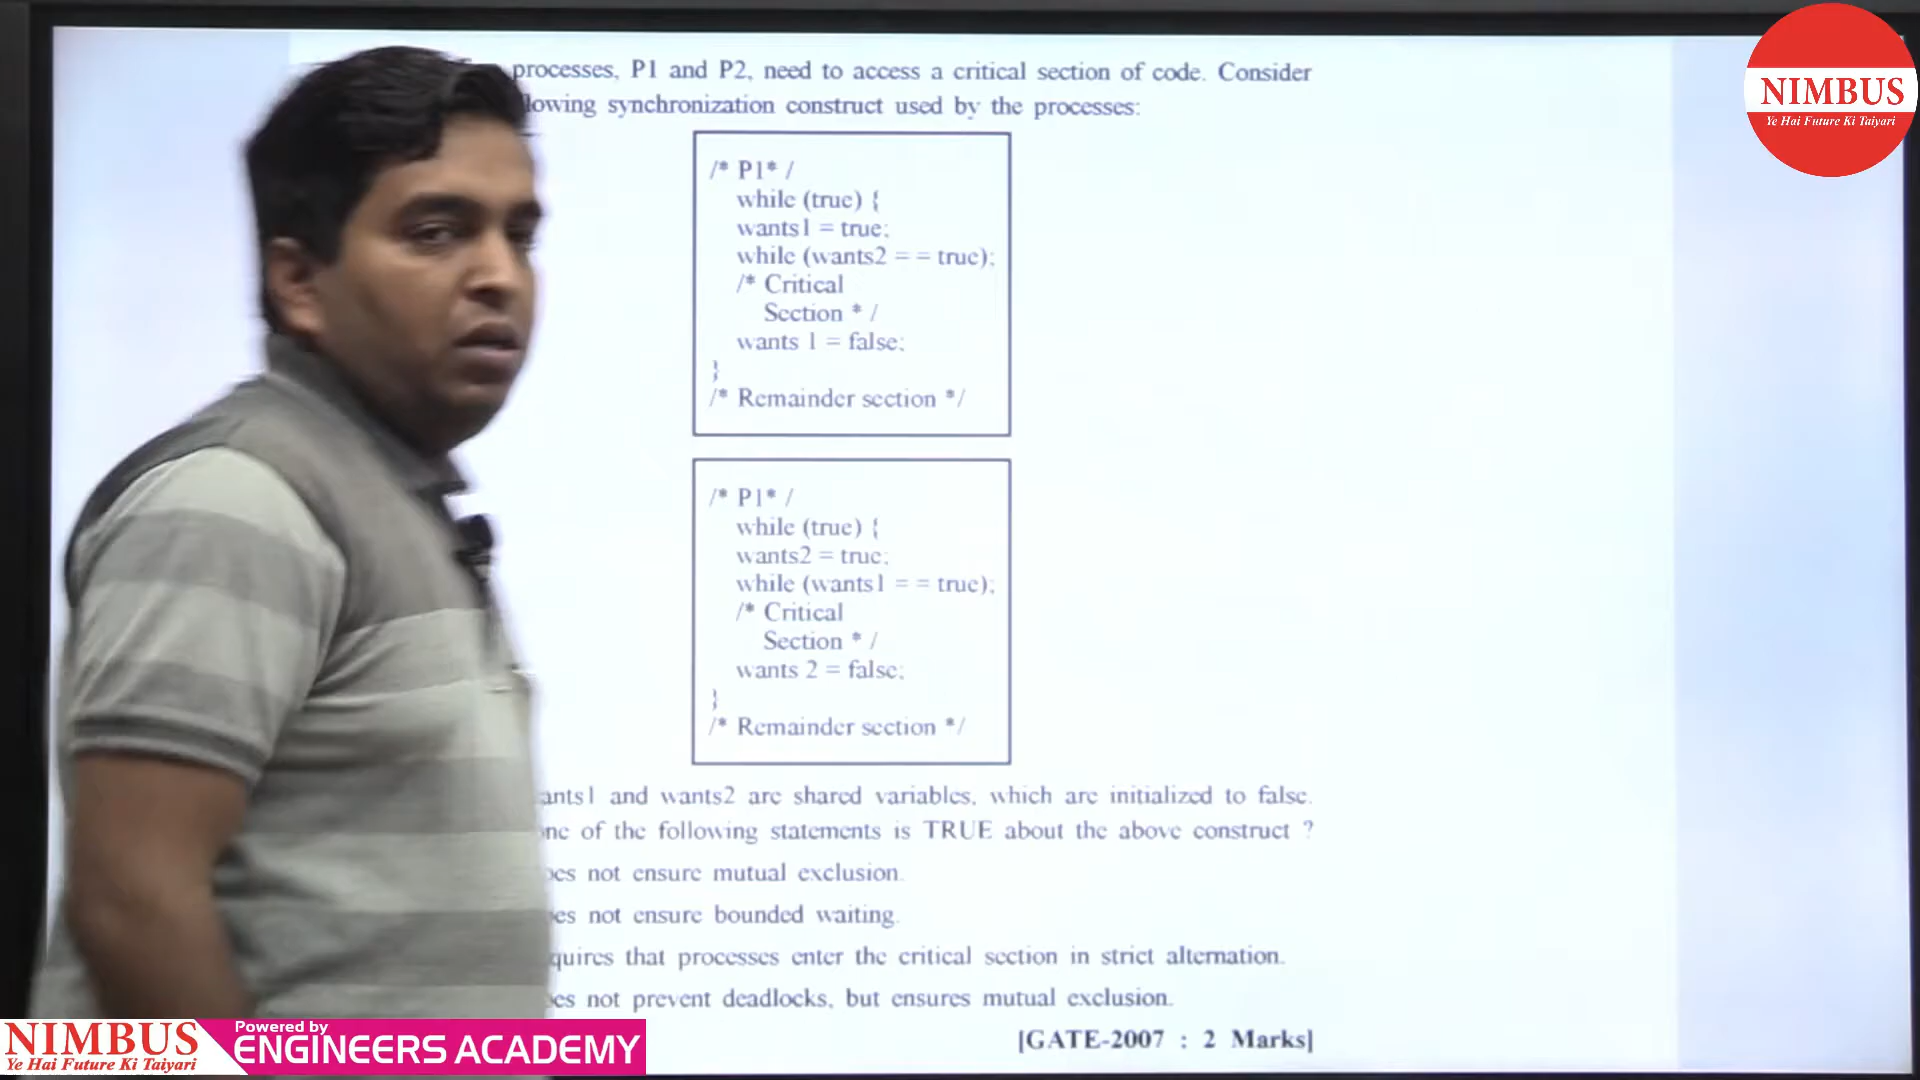 processes, P1 and P2, need to access a critical section of code. Consider
lowing synchronization construct used by the processes:
/* P1* /
while (true) {
wants1 = true;
while (wants2 = = true);
/* Critical
Section * /
wants 1 = false;
}
/* Remainder section */
/* P1* /
while (true) {
wants2 = true;
while (wants1 = = true);
/* Critical
Section * /
wants 2 = false;
}
/* Remainder section */
ants1 and wants2 are shared variables, which are initialized to false.
ne of the following statements is TRUE about the above construct ?
es not ensure mutual exclusion.
es not ensure bounded waiting.
quires that processes enter the critical section in strict alternation.
es not prevent deadlocks, but ensures mutual exclusion.
[GATE-2007 : 2 Marks]
NIMBUS
Ye Hai Future Ki Taiyari
NIMBUS
Ye Hai Future Ki Taiyari
Powered by
ENGINEERS ACADEMY